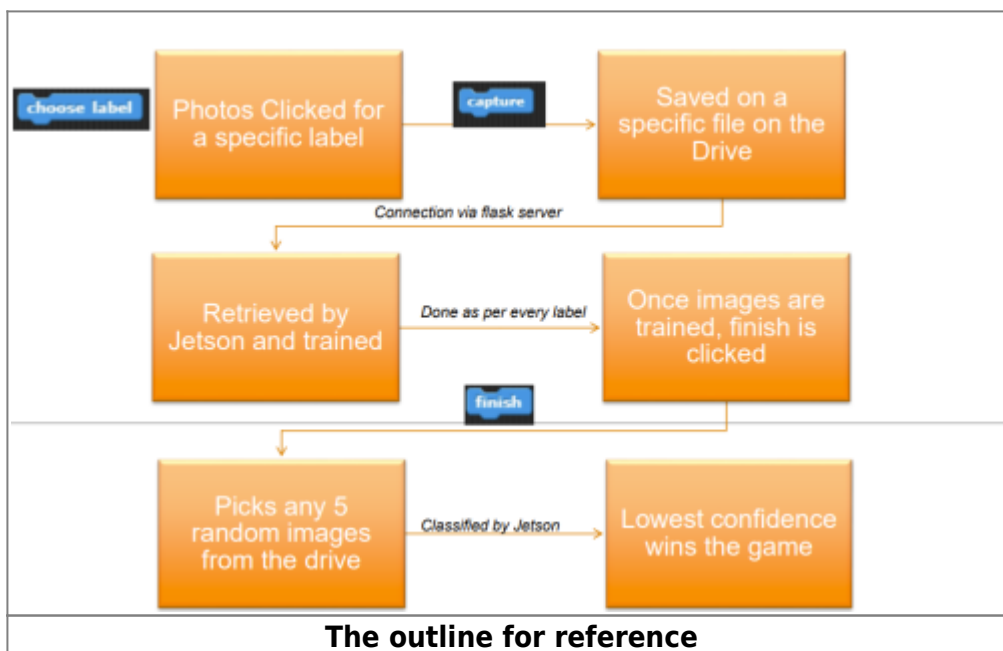 choose label
Photos Clicked for
a specific label
capture
Saved on a
specific file on the
Drive
Connection via flask server
Retrieved by
Jetson and trained
Done as per every label
Once images are
trained, finish is
clicked
finish
Picks any 5
random images
from the drive
Classified by Jetson
Lowest confidence
wins the game
The outline for reference